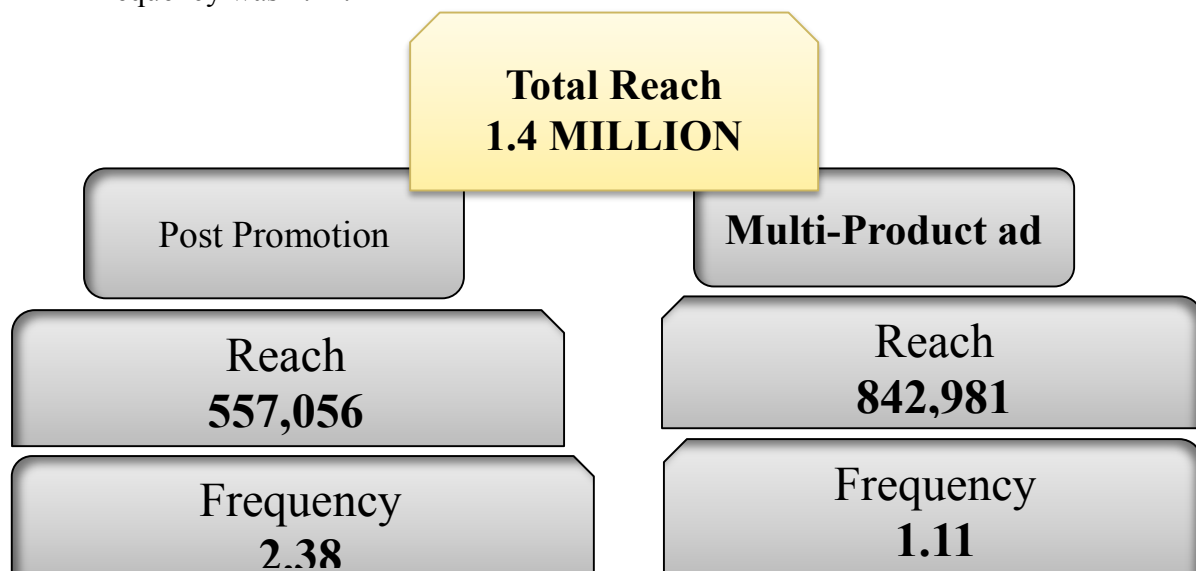 Total Reach
1.4 MILLION
Post Promotion
Multi-Product ad
Reach
557,056
Reach
842,981
Frequency
2.38
Frequency
1.11